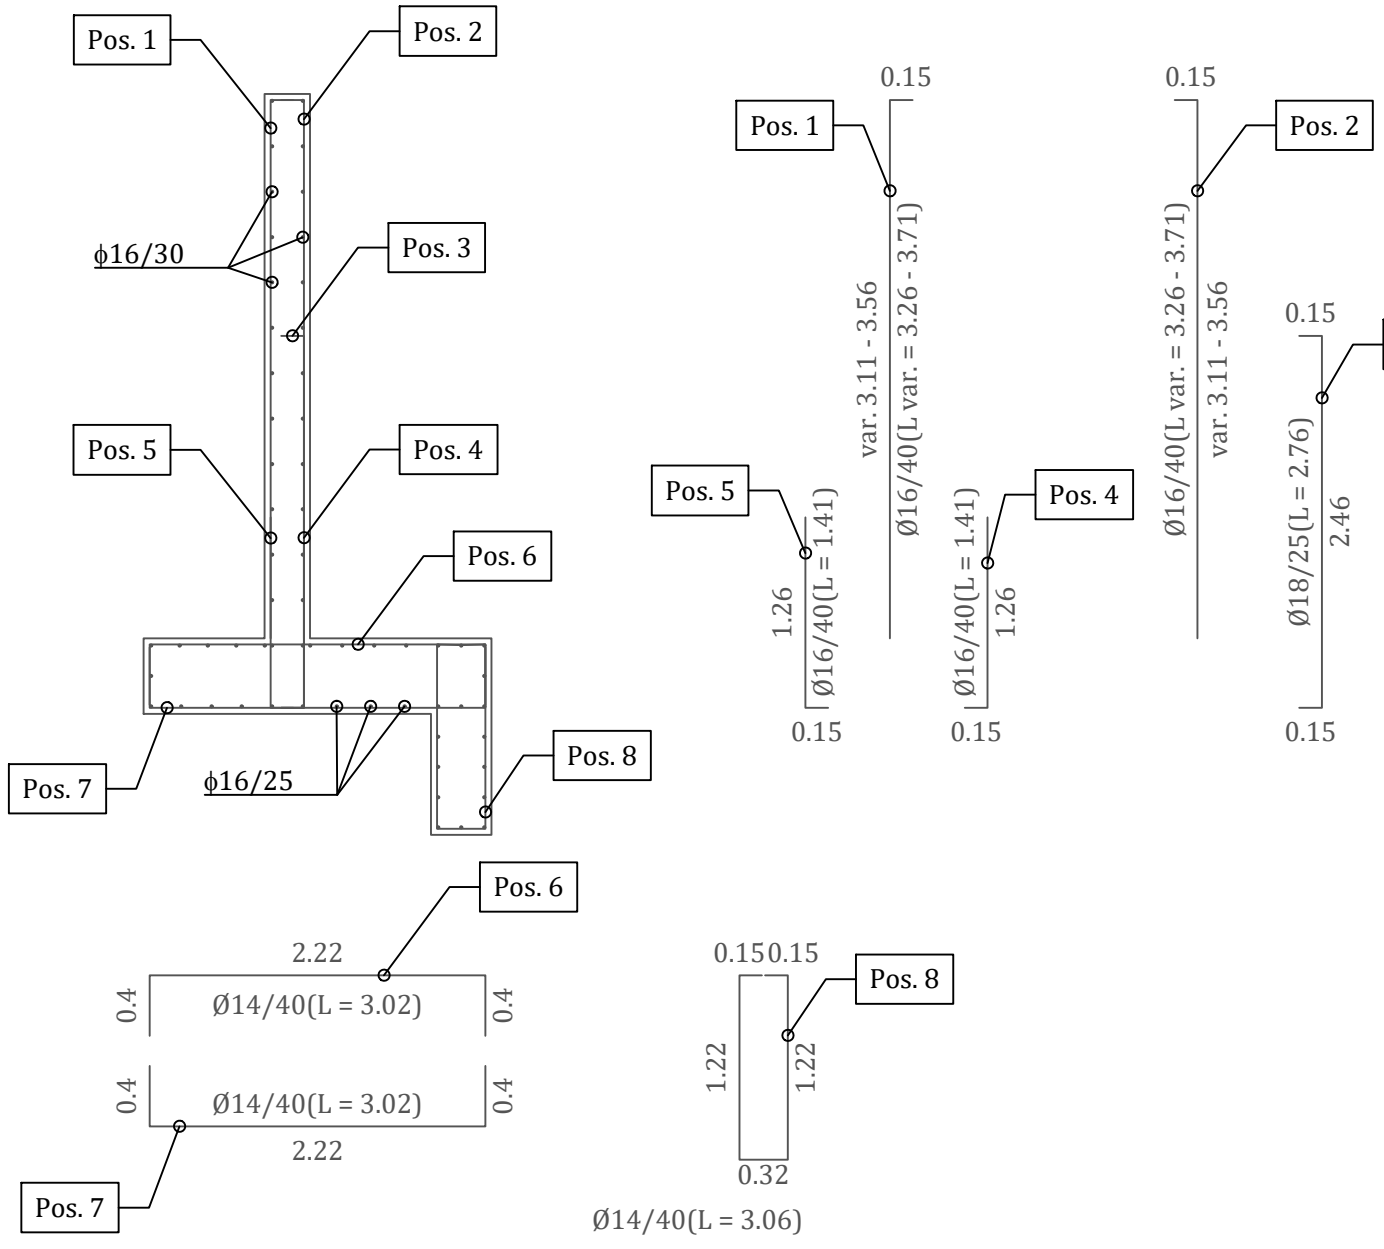 Pos. 1
Pos. 2
ϕ16/30
Pos. 3
Pos. 5
Pos. 4
Pos. 6
Pos. 7
ϕ16/25
Pos. 8
0.15
Pos. 1
var. 3.11 - 3.56
Ø16/40(L var. = 3.26 - 3.71)
0.15
Pos. 2
Ø16/40(L var. = 3.26 - 3.71)
var. 3.11 - 3.56
0.15
Ø18/25(L = 2.76)
2.46
0.15
Pos. 5
1.26
Ø16/40(L = 1.41)
0.15
Pos. 4
Ø16/40(L = 1.41)
1.26
0.15
Pos. 6
2.22
0.4
Ø14/40(L = 3.02)
0.4
0.4
Ø14/40(L = 3.02)
0.4
2.22
Pos. 7
0.15 0.15
Pos. 8
1.22
1.22
0.32
Ø14/40(L = 3.06)